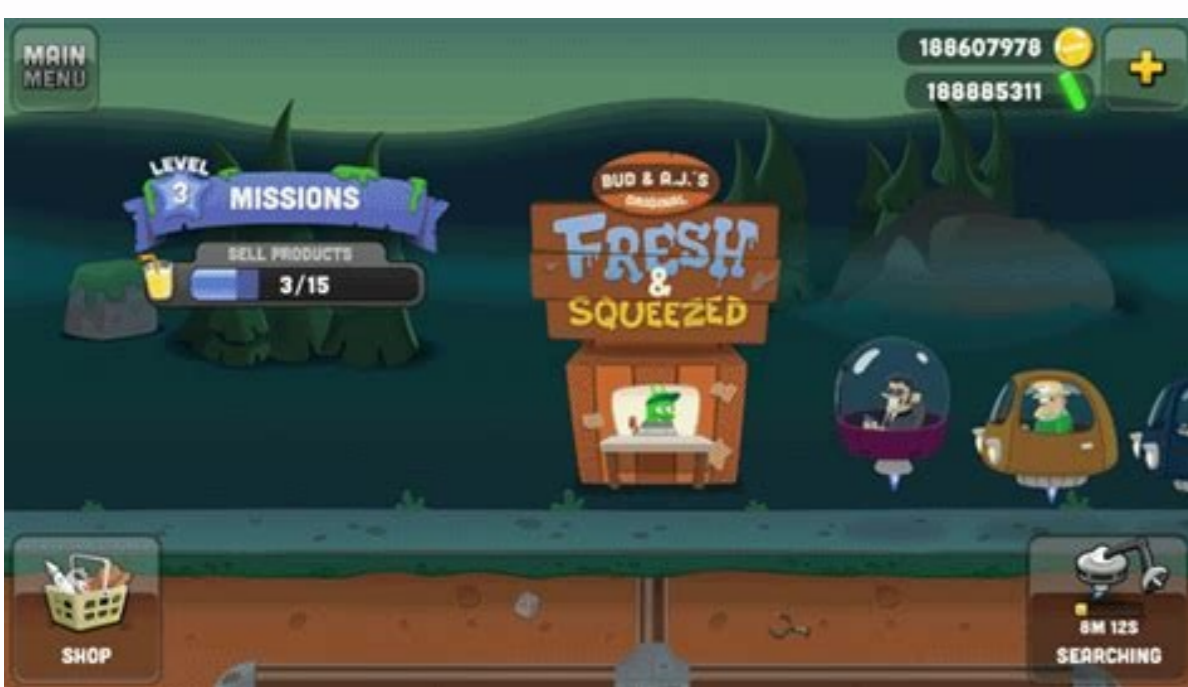 MAIN
MENU
188607978
188885311
LEVEL
3
MISSIONS
SELL PRODUCTS
3/15
BUD & A.J.'S
ORIGINAL
FRESH
&
SQUEEZED
SHOP
8M 12S
SEARCHING